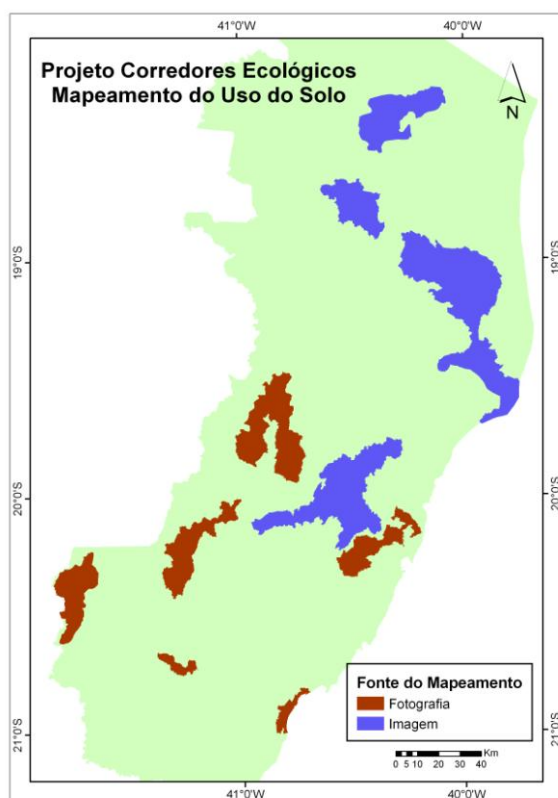 41°0'W 40°0'W
Projeto Corredores Ecológicos
Mapeamento do Uso do Solo
N
19°0'S 19°0'S
20°0'S 20°0'S
21°0'S 21°0'S
Fonte do Mapeamento
Fotografia
Imagem
Km
0 5 10 20 30 40
41°0'W 40°0'W